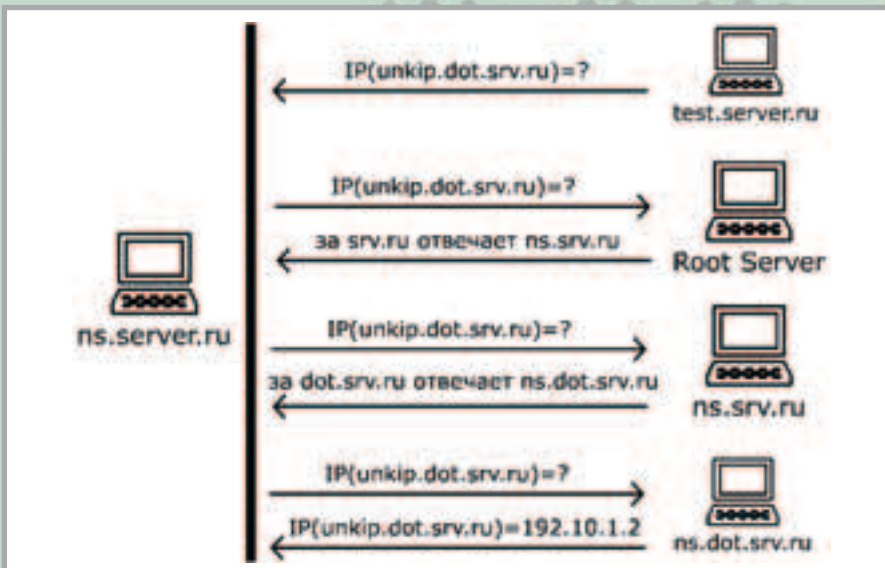 IP(unkip.dot.srv.ru)=?
test.server.ru
IP(unkip.dot.srv.ru)=?
за srv.ru отвечает ns.srv.ru
Root Server
ns.server.ru
IP(unkip.dot.srv.ru)=?
за dot.srv.ru отвечает ns.dot.srv.ru
ns.srv.ru
IP(unkip.dot.srv.ru)=?
IP(unkip.dot.srv.ru)=192.10.1.2
ns.dot.srv.ru